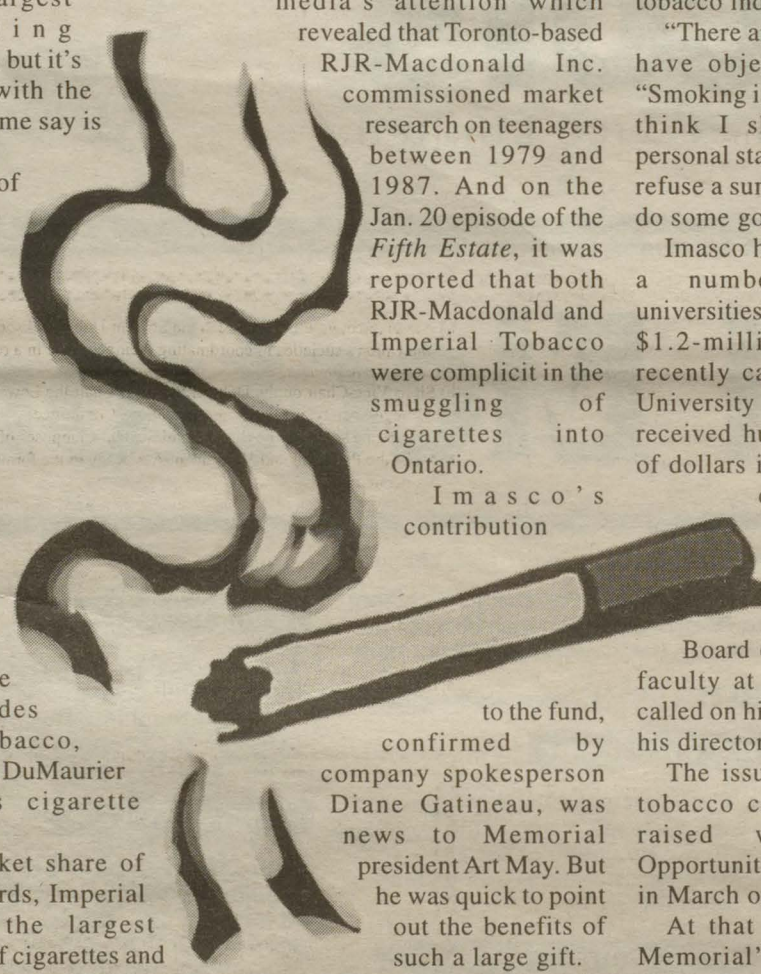 argest
ing
but it's
with the
me say is
of
e
des
bacco,
DuMaurier
s cigarette
ket share of
rds, Imperial
the largest
f cigarettes and
media's attention which
revealed that Toronto-based
RJR-Macdonald Inc.
commissioned market
research on teenagers
between 1979 and
1987. And on the
Jan. 20 episode of the
Fifth Estate, it was
reported that both
RJR-Macdonald and
Imperial Tobacco
were complicit in the
smuggling of
cigarettes into
Ontario.
Imasco's
contribution
to the fund,
confirmed by
company spokesperson
Diane Gatineau, was
news to Memorial
president Art May. But
he was quick to point
out the benefits of
such a large gift.
tobacco ind
"There a
have obje
"Smoking i
think I s
personal sta
refuse a sur
do some go
Imasco h
a numbe
universities
$1.2-milli
recently ca
University
received hu
of dollars i
Board
faculty at
called on hi
his director
The issu
tobacco c
raised v
Opportunit
in March o
At that
Memorial'